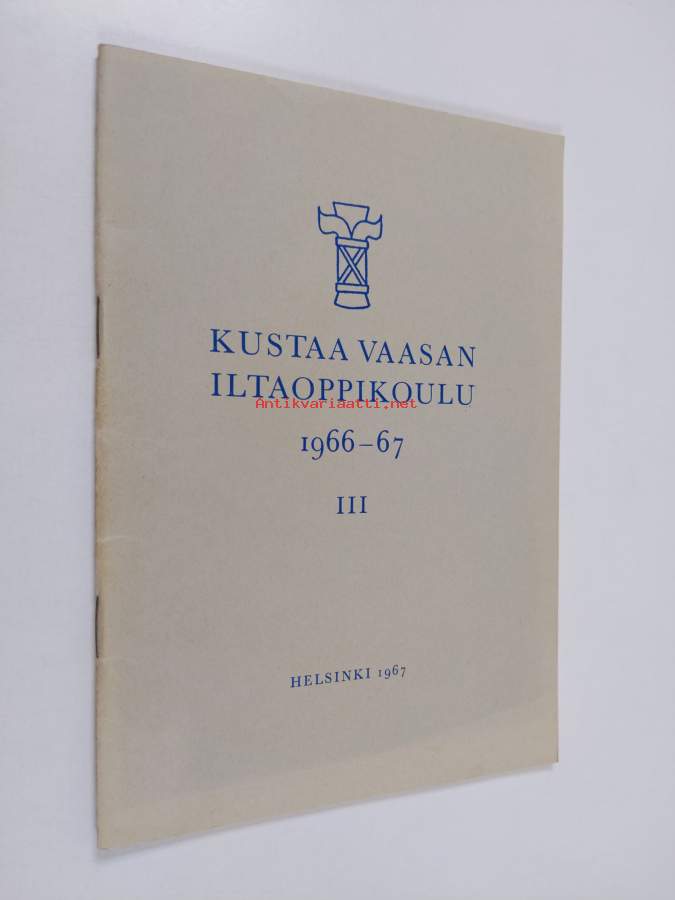 KUSTAA VAASAN
ILTAOPPIKOULU
Antikvariaatti.net
1966–67
III
HELSINKI 1967